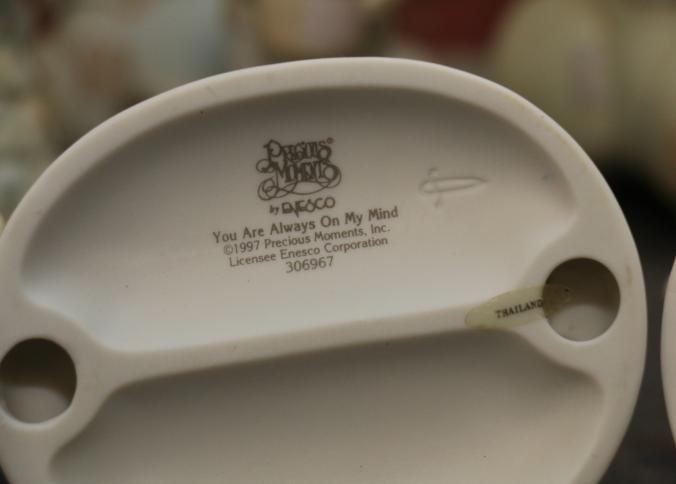 PRECIOUS
MOMENTS®
by ENESCO
You Are Always On My Mind
©1997 Precious Moments, Inc.
Licensee Enesco Corporation
306967
THAILAND